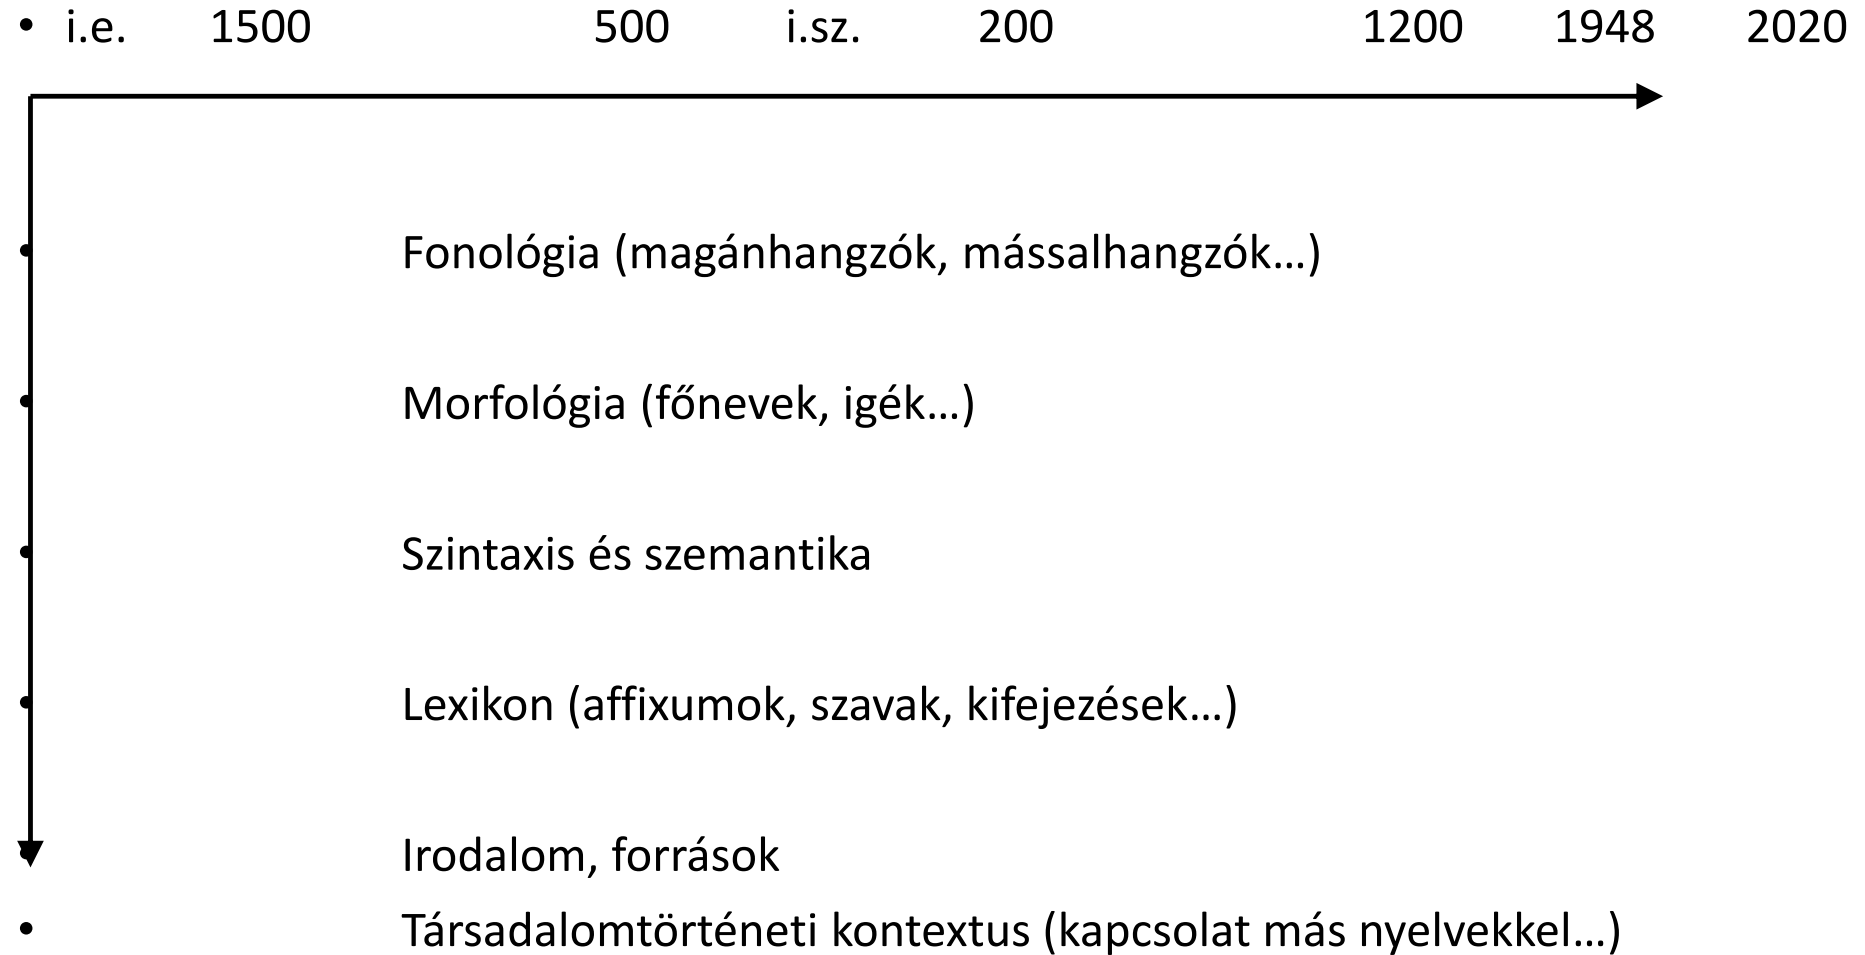 • i.e. 1500 500 i.sz. 200 1200 1948 2020
• Fonológia (magánhangzók, mássalhangzók…)
• Morfológia (főnevek, igék…)
• Szintaxis és szemantika
• Lexikon (affixumok, szavak, kifejezések…)
• Irodalom, források
• Társadalomtörténeti kontextus (kapcsolat más nyelvekkel…)